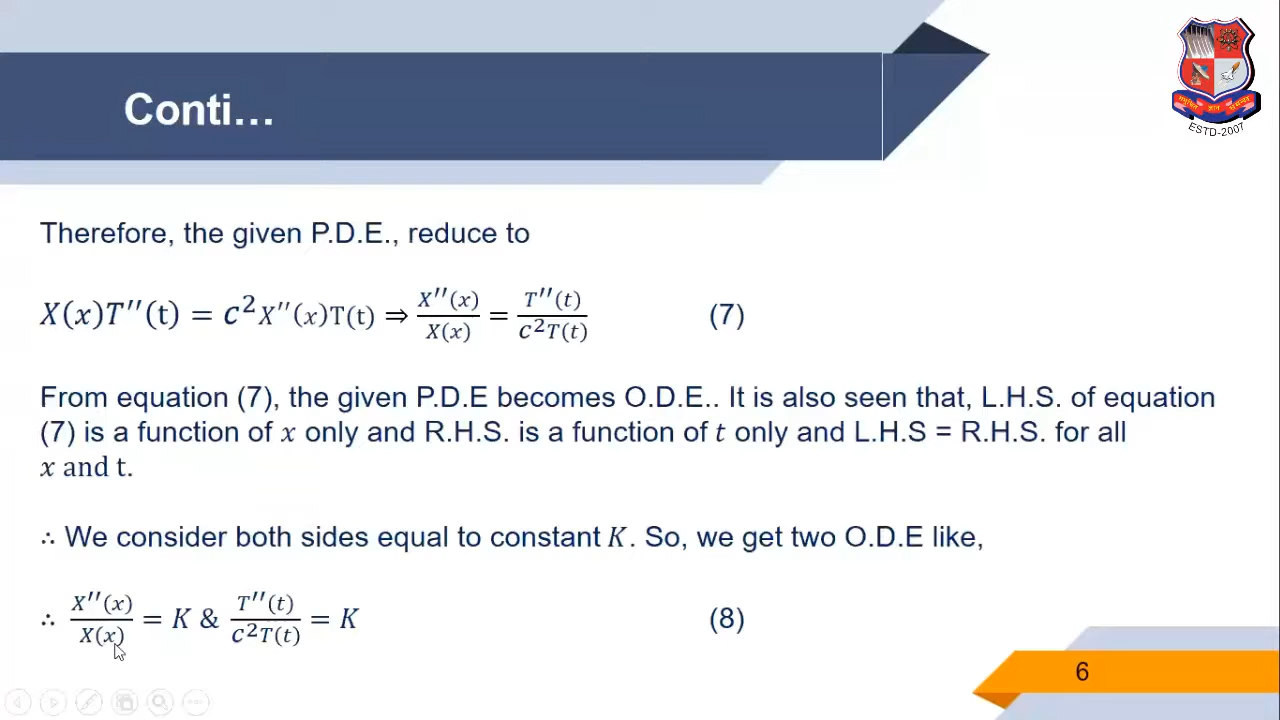 Conti...
ESTD-2007
Therefore, the given P.D.E., reduce to
X(x)T′′(t) = c²X′′(x)T(t) ⇒ X′′(x)/X(x) = T′′(t)/c²T(t) (7)
From equation (7), the given P.D.E becomes O.D.E.. It is also seen that, L.H.S. of equation
(7) is a function of x only and R.H.S. is a function of t only and L.H.S = R.H.S. for all
x and t.
∴ We consider both sides equal to constant K. So, we get two O.D.E like,
∴ X′′(x)/X(x) = K & T′′(t)/c²T(t) = K (8)
6